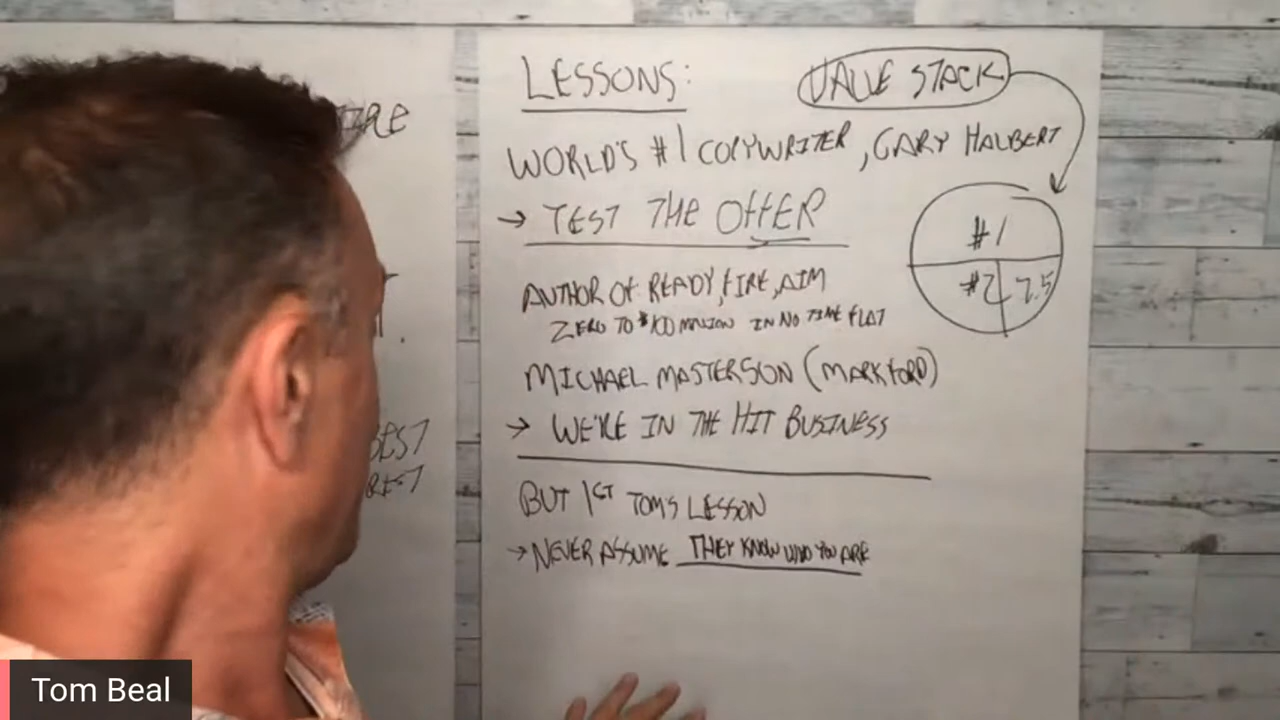 LESSONS:
VALUE STACK
WORLD'S #1 COPYWRITER, GARY HALBERT
→ TEST THE OFFER
#1
#2 2.5
AUTHOR OF READY, FIRE, AIM
ZERO TO $100 MILLION IN NO TIME FLAT
MICHAEL MASTERSON (MARK FORD)
→ WE'RE IN THE HIT BUSINESS
BUT 1ST TOM'S LESSON
→ NEVER ASSUME THEY KNOW WHO YOU ARE
BEST
Tom Beal